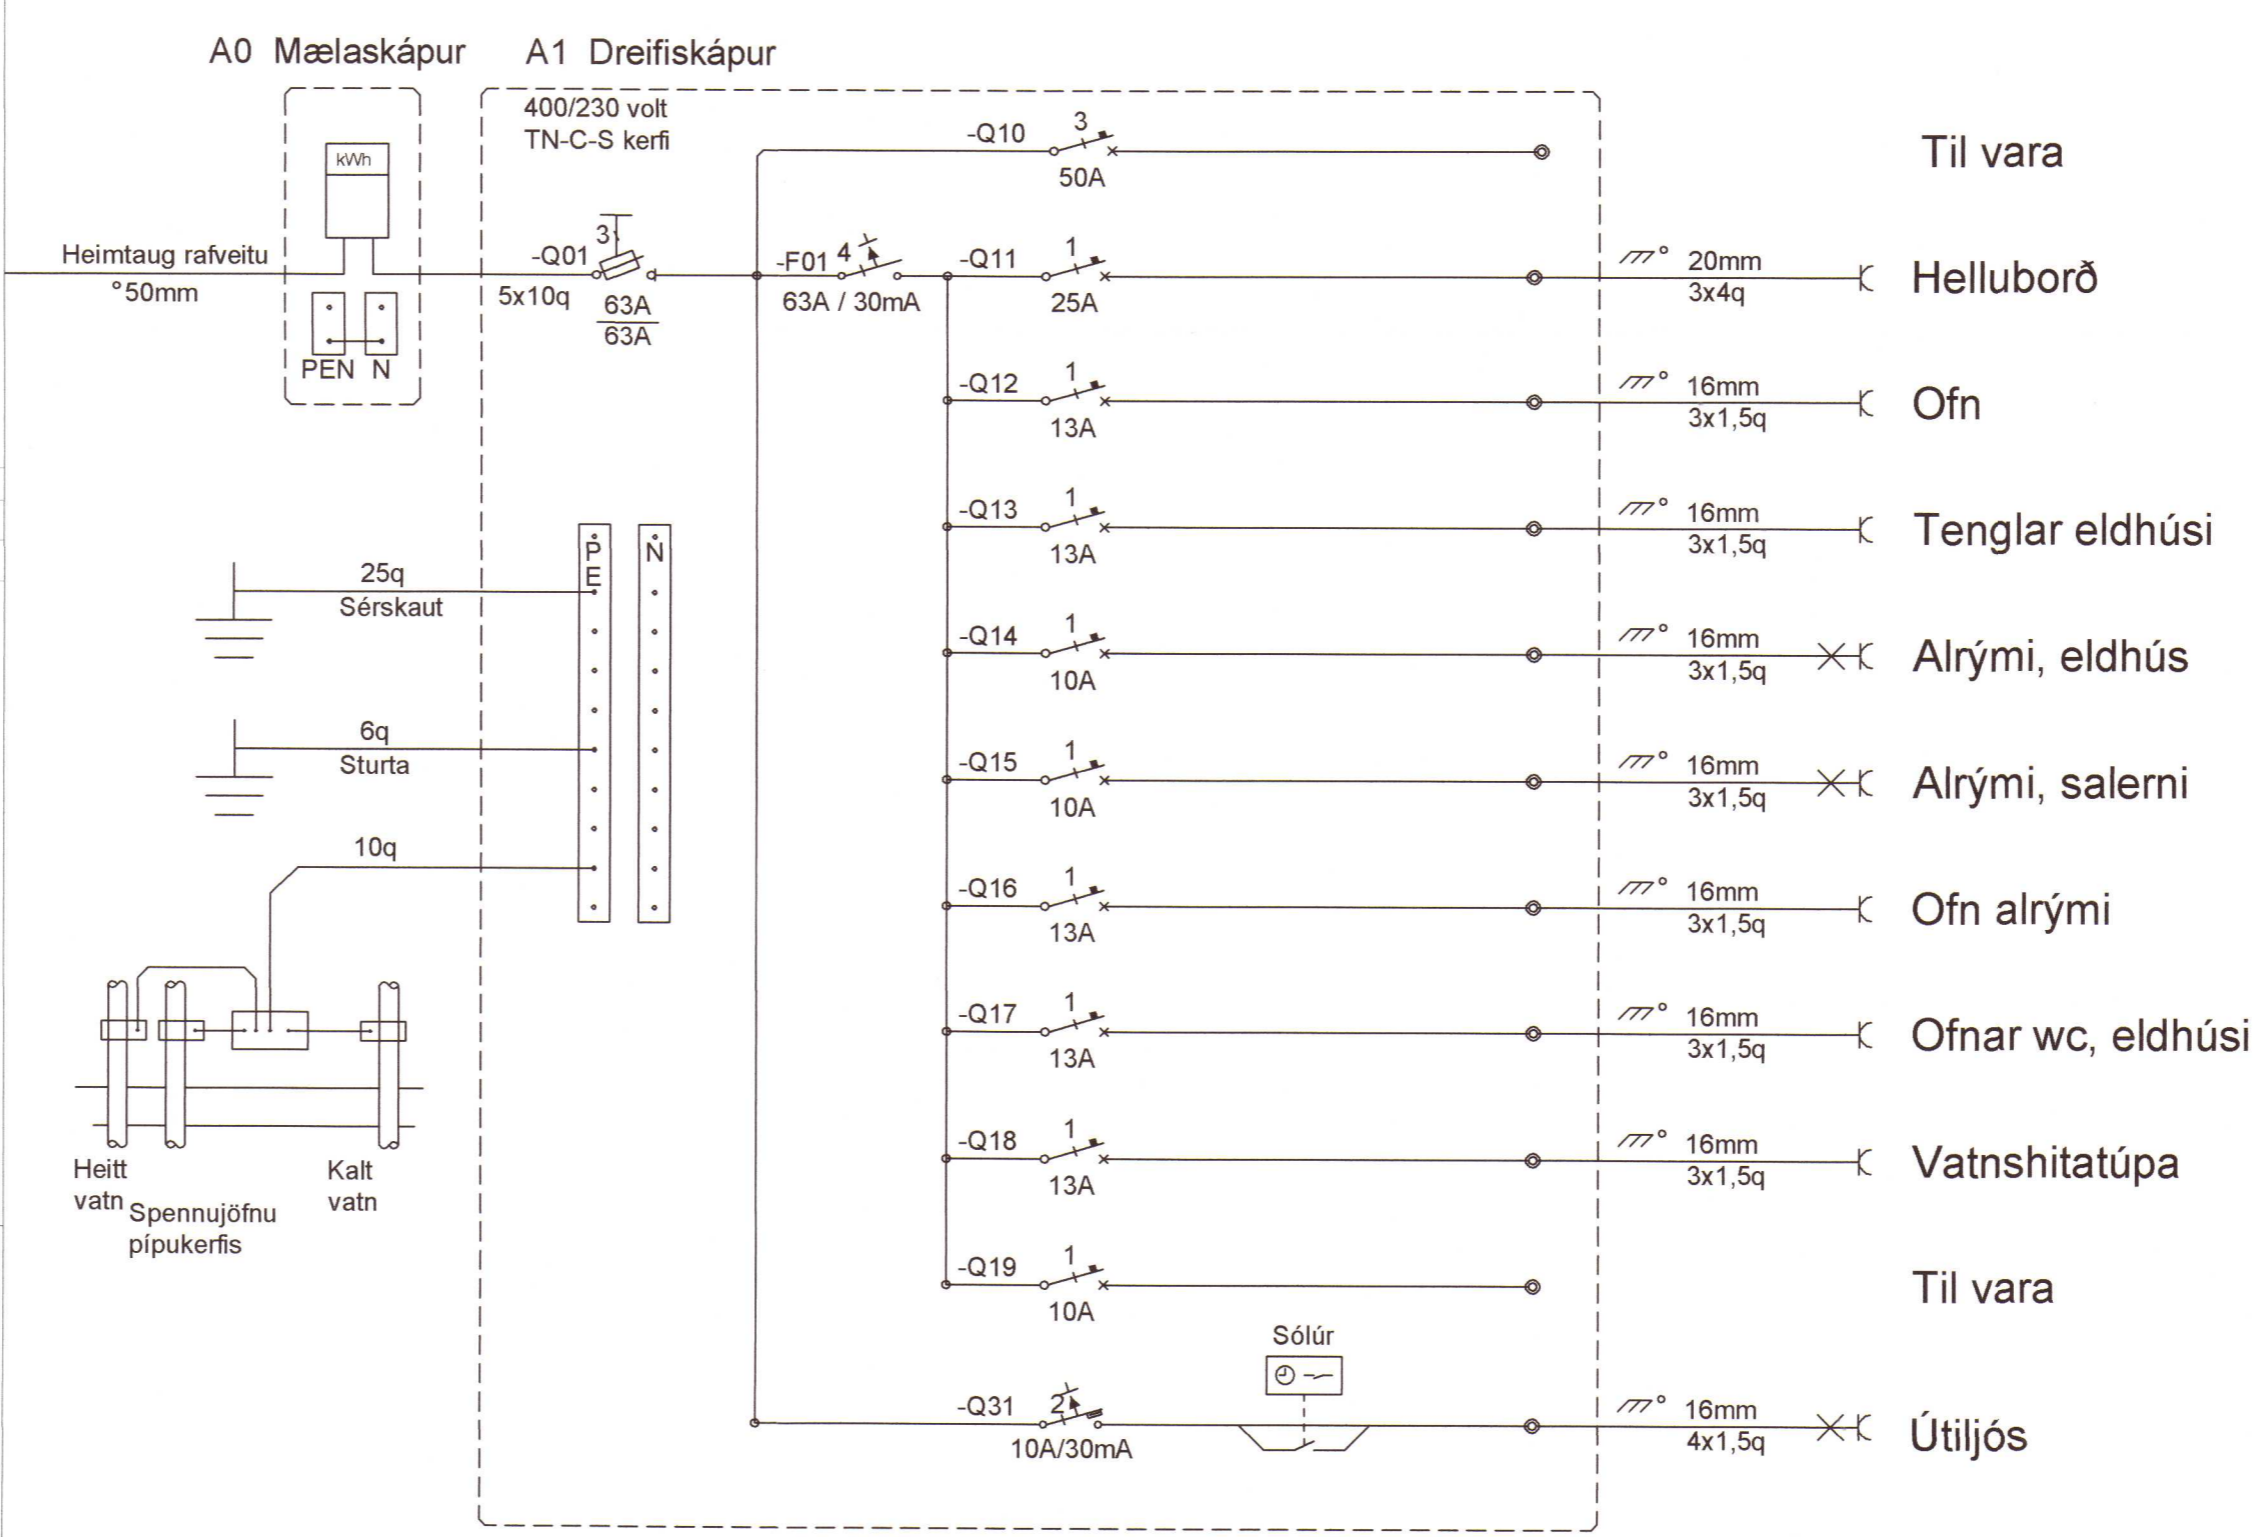 A0 Mælaskápur
A1 Dreifiskápur
400/230 volt
TN-C-S kerfi
kWh
Heimtaug rafveitu
°50mm
PEN N
-Q01
3
5x10q
63A
63A
-F01
4
63A / 30mA
-Q10
3
50A
Til vara
-Q11
1
25A
20mm
3x4q
Helluborð
-Q12
1
13A
16mm
3x1,5q
Ofn
-Q13
1
13A
16mm
3x1,5q
Tenglar eldhúsi
-Q14
1
10A
16mm
3x1,5q
Alrými, eldhús
-Q15
1
10A
16mm
3x1,5q
Alrými, salerni
-Q16
1
13A
16mm
3x1,5q
Ofn alrými
-Q17
1
13A
16mm
3x1,5q
Ofnar wc, eldhúsi
-Q18
1
13A
16mm
3x1,5q
Vatnshitatúpa
-Q19
1
10A
Til vara
Sólúr
-Q31
2
10A/30mA
16mm
4x1,5q
Útiljós
P
E
N
25q
Sérskaut
6q
Sturta
10q
Heitt
vatn
Kalt
vatn
Spennujöfnu
pípukerfis